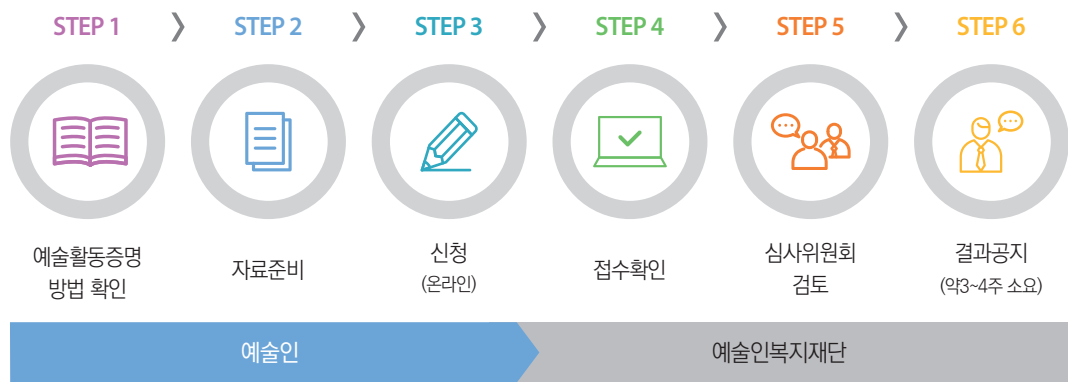 STEP 1 〉 STEP 2 〉 STEP 3 〉 STEP 4 〉 STEP 5 〉 STEP 6
예술활동증명
방법 확인
자료준비
신청
(온라인)
접수확인
심사위원회
검토
결과공지
(약3~4주 소요)
예술인
예술인복지재단